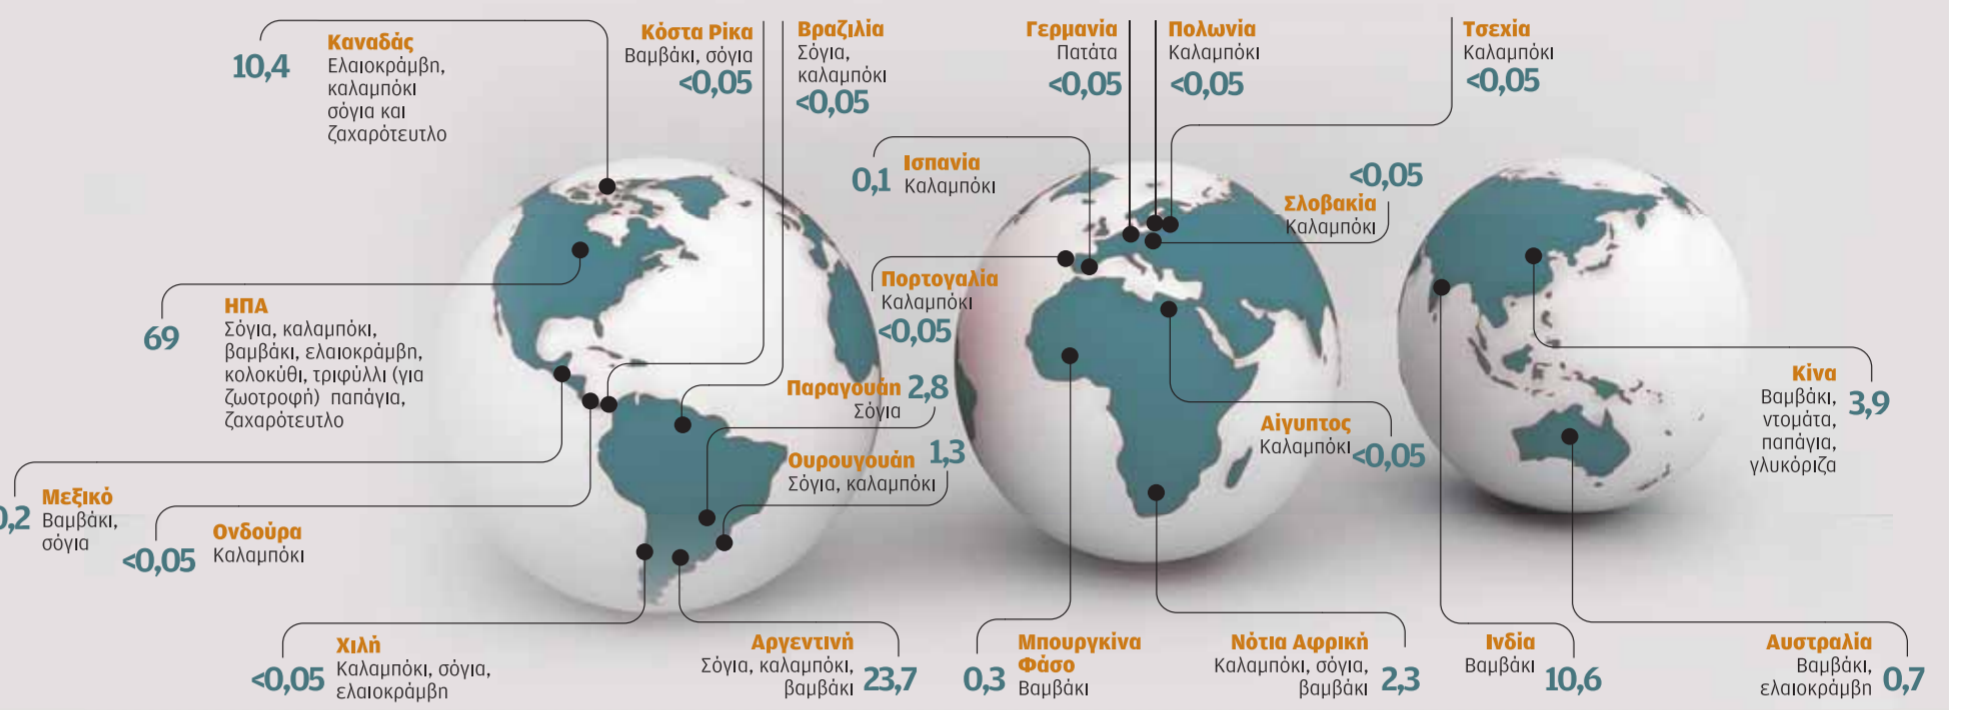 10,4
Καναδάς
Ελαιοκράμβη,
καλαμπόκι
σόγια και
ζαχαρότευτλο
Κόστα Ρίκα
Βαμβάκι, σόγια
<0,05
Βραζιλία
Σόγια,
καλαμπόκι
<0,05
Γερμανία
Πατάτα
<0,05
Πολωνία
Καλαμπόκι
<0,05
Τσεχία
Καλαμπόκι
<0,05
0,1
Ισπανία
Καλαμπόκι
<0,05
Σλοβακία
Καλαμπόκι
Πορτογαλία
Καλαμπόκι
<0,05
69
ΗΠΑ
Σόγια, καλαμπόκι,
βαμβάκι, ελαιοκράμβη,
κολοκύθι, τριφύλλι (για
ζωοτροφή) παπάγια,
ζαχαρότευτλο
Παραγουάη 2,8
Σόγια
Ουρουγουάη 1,3
Σόγια, καλαμπόκι
Αίγυπτος
Καλαμπόκι <0,05
Κίνα
Βαμβάκι,
ντομάτα,
παπάγια,
γλυκόριζα
3,9
0,2
Μεξικό
Βαμβάκι,
σόγια
<0,05
Ονδούρα
Καλαμπόκι
<0,05
Χιλή
Καλαμπόκι, σόγια,
ελαιοκράμβη
Αργεντινή
Σόγια, καλαμπόκι,
βαμβάκι
23,7
0,3
Μπουργκίνα
Φάσο
Βαμβάκι
Νότια Αφρική
Καλαμπόκι, σόγια,
βαμβάκι
2,3
Ινδία
Βαμβάκι
10,6
Αυστραλία
Βαμβάκι,
ελαιοκράμβη
0,7